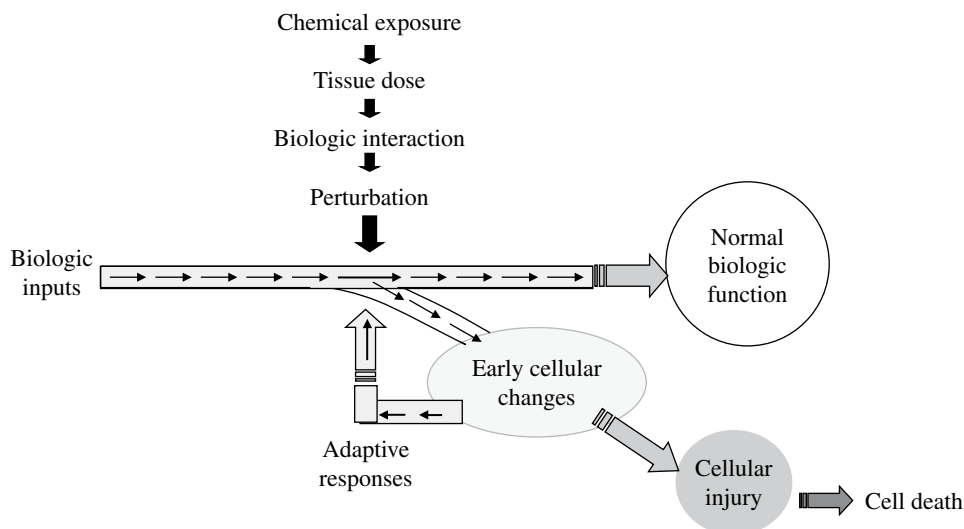 Chemical exposure
Tissue dose
Biologic interaction
Perturbation
Biologic
inputs
Normal
biologic
function
Early cellular
changes
Adaptive
responses
Cellular
injury
Cell death